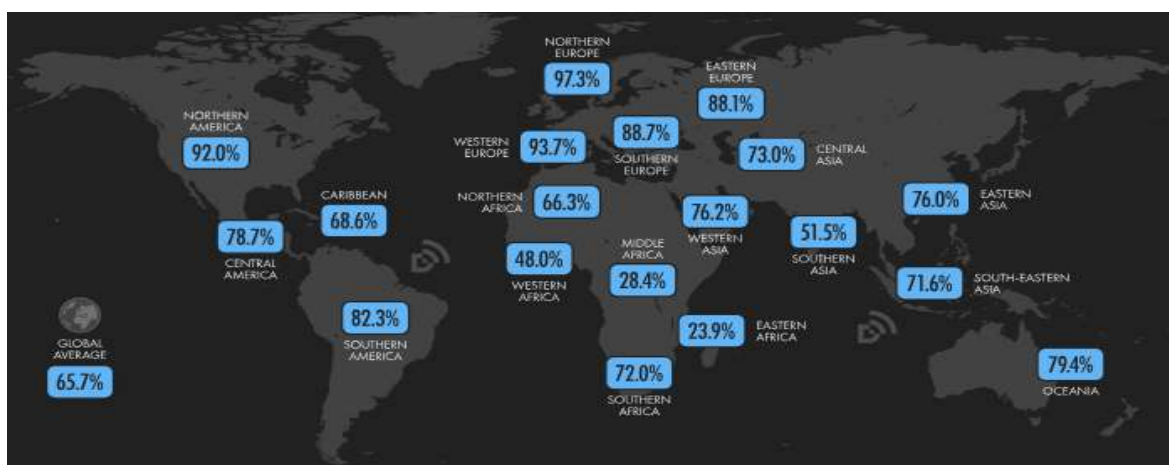 NORTHERN
EUROPE
97.3%
EASTERN
EUROPE
88.1%
NORTHERN
AMERICA
92.0%
WESTERN
EUROPE
93.7%
88.7%
SOUTHERN
EUROPE
73.0%
CENTRAL
ASIA
CARIBBEAN
68.6%
NORTHERN
AFRICA
66.3%
76.2%
WESTERN
ASIA
76.0%
EASTERN
ASIA
78.7%
CENTRAL
AMERICA
48.0%
WESTERN AFRICA
MIDDLE
AFRICA
28.4%
51.5%
SOUTHERN
ASIA
71.6%
SOUTH-EASTERN
ASIA
82.3%
SOUTHERN
AMERICA
23.9%
EASTERN
AFRICA
GLOBAL
AVERAGE
65.7%
72.0%
SOUTHERN
AFRICA
79.4%
OCEANIA